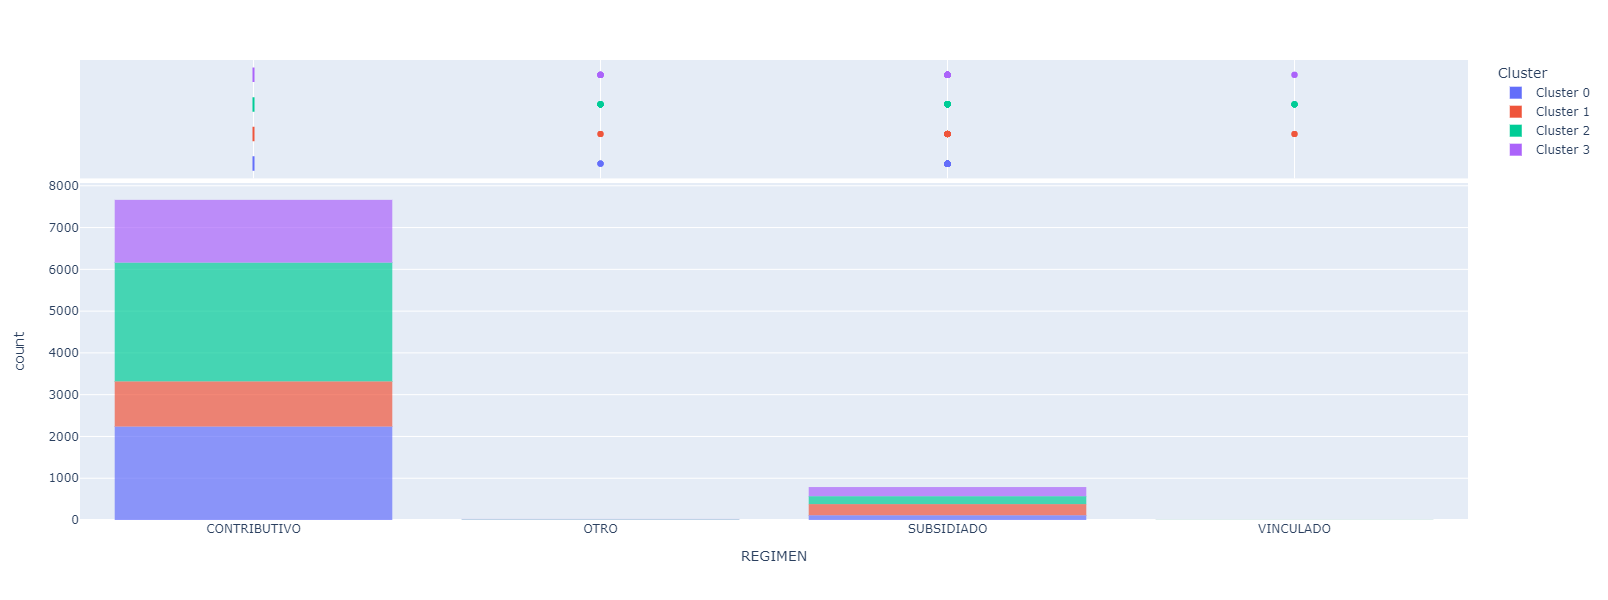 Cluster
Cluster 0
Cluster 1
Cluster 2
Cluster 3
8000
7000
6000
5000
4000
3000
2000
1000
0
count
CONTRIBUTIVO OTRO SUBSIDIADO VINCULADO
REGIMEN